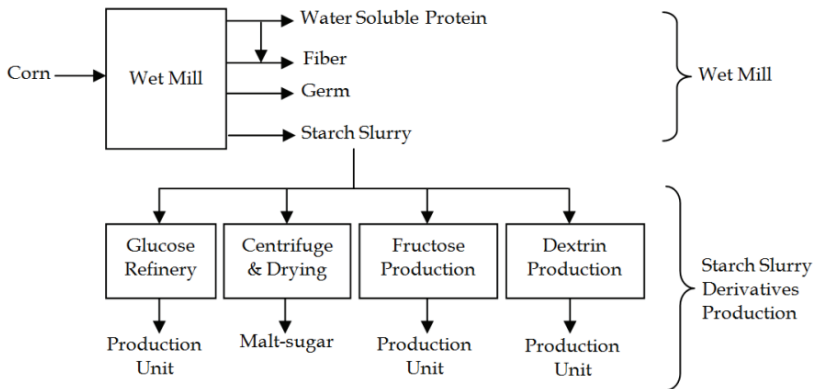 Water Soluble Protein
Corn
Wet Mill
Fiber
Germ
Starch Slurry
Wet Mill
Glucose
Refinery
Centrifuge
& Drying
Fructose
Production
Dextrin
Production
Production
Unit
Malt-sugar
Production
Unit
Production
Unit
Starch Slurry
Derivatives
Production